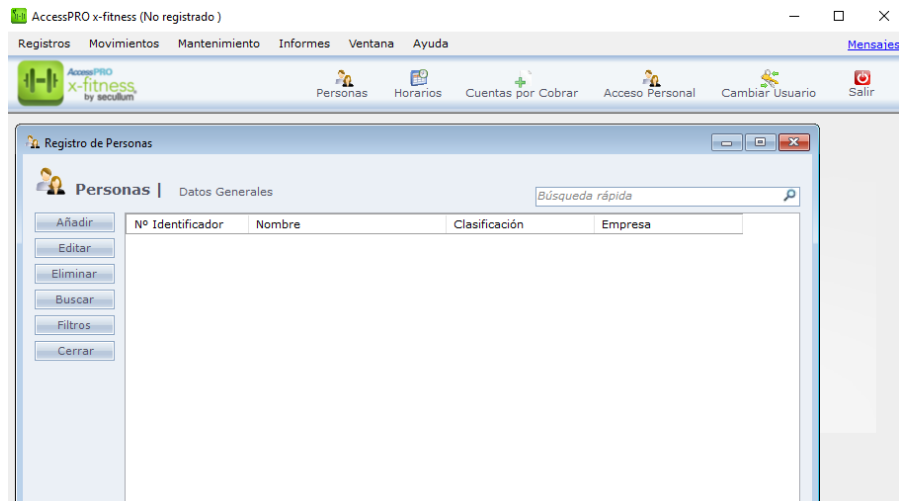 AccessPRO x-fitness (No registrado )
Registros Movimientos Mantenimiento Informes Ventana Ayuda
Mensajes
AccessPRO
x-fitness
by secullum
Personas Horarios Cuentas por Cobrar Acceso Personal Cambiar Usuario Salir
Registro de Personas
Personas | Datos Generales
Búsqueda rápida
Añadir
Editar
Eliminar
Buscar
Filtros
Cerrar
Nº Identificador Nombre Clasificación Empresa